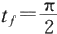 t_f = π/2